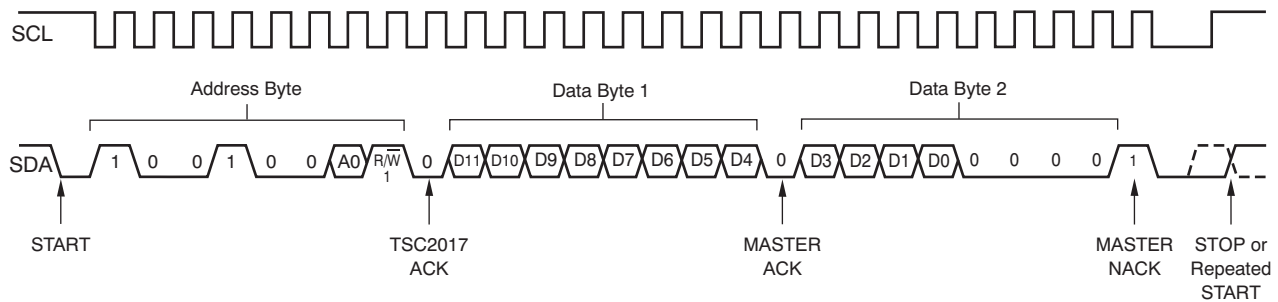 SCL
Address Byte
Data Byte 1
Data Byte 2
SDA
1 0 0 1 0 0 A0 R/W 1 0 D11 D10 D9 D8 D7 D6 D5 D4 0 D3 D2 D1 D0 0 0 0 0 1
START
TSC2017
ACK
MASTER
ACK
MASTER
NACK
STOP or
Repeated
START